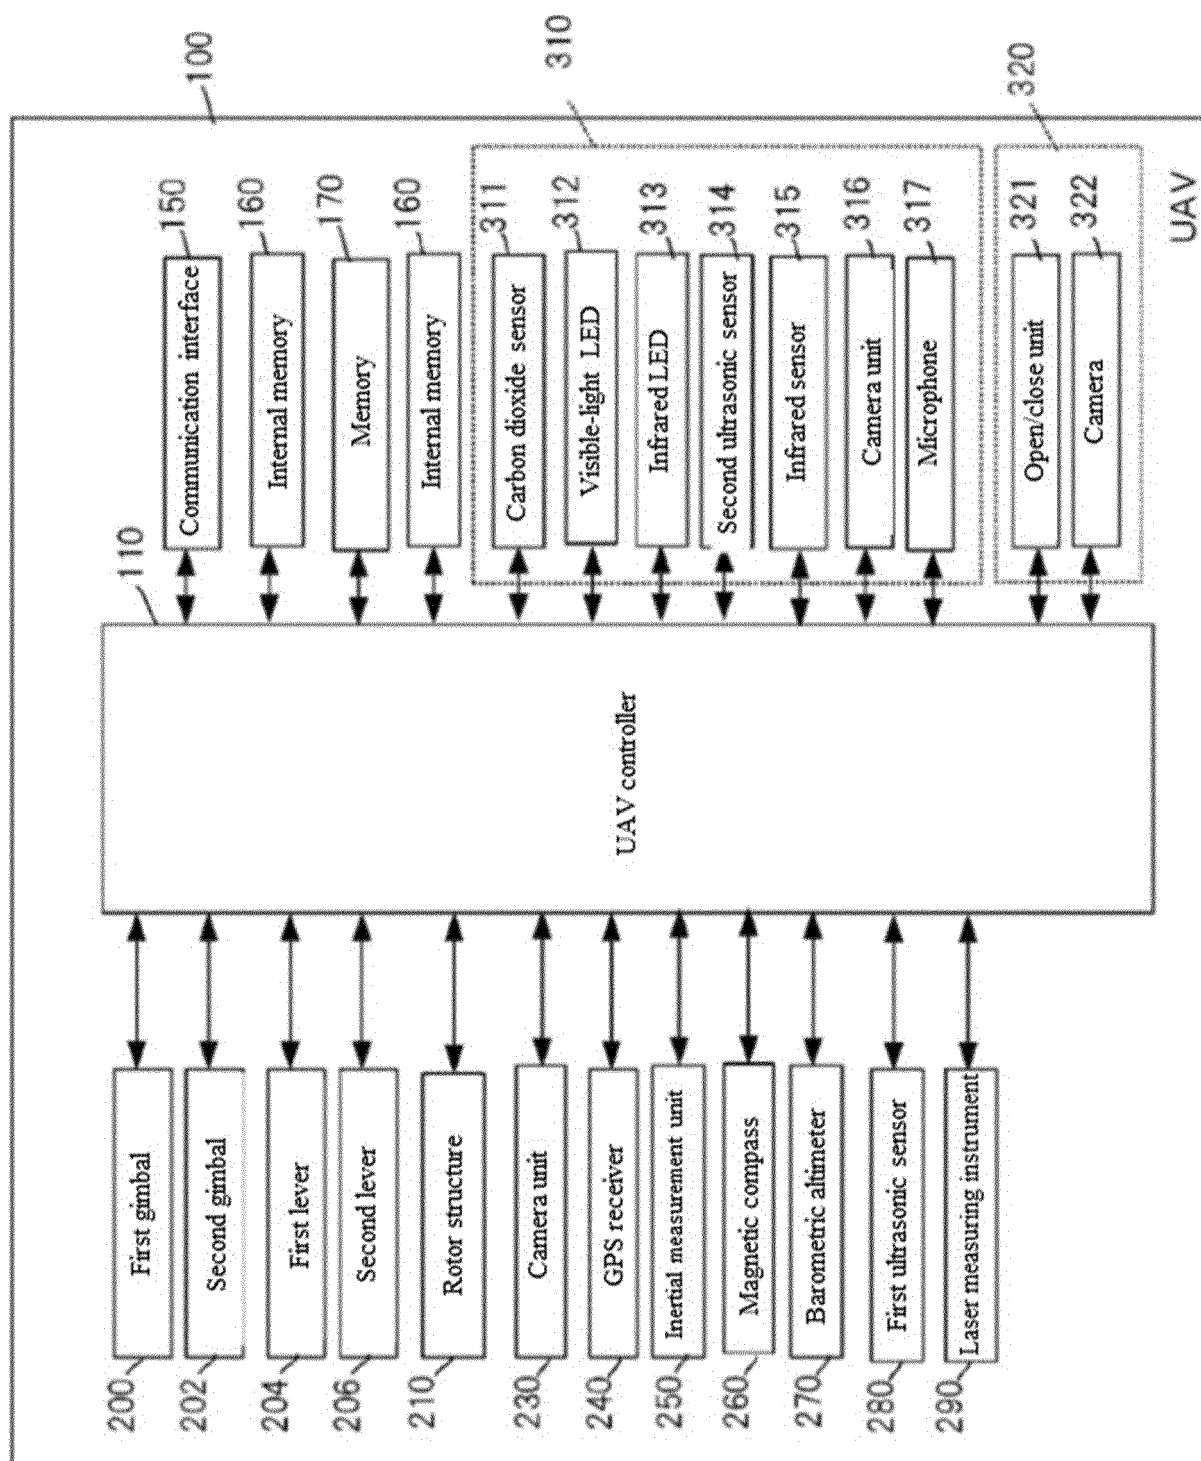 100
110
UAV controller
200
First gimbal
202
Second gimbal
204
First lever
206
Second lever
210
Rotor structure
230
Camera unit
240
GPS receiver
250
Inertial measurement unit
260
Magnetic compass
270
Barometric altimeter
280
First ultrasonic sensor
290
Laser measuring instrument
Communication interface
150
Internal memory
160
Memory
170
Internal memory
160
310
Carbon dioxide sensor
311
Visible-light LED
312
Infrared LED
313
Second ultrasonic sensor
314
Infrared sensor
315
Camera unit
316
Microphone
317
320
Open/close unit
321
Camera
322
UAV